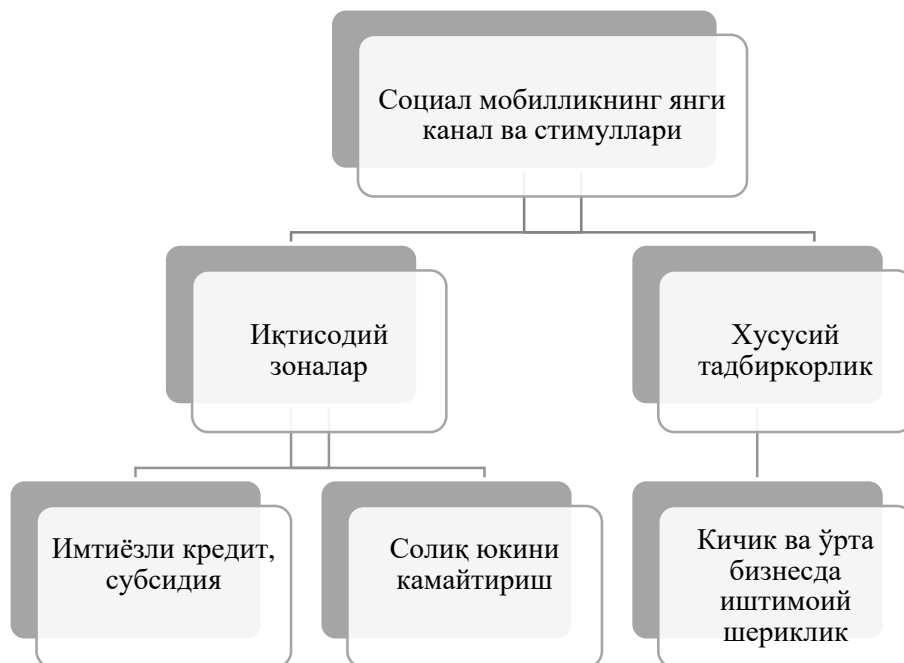 Социал мобилликнинг янги
канал ва стимуллари
Иқтисодий
зоналар
Хусусий
тадбиркорлик
Имтиёзли кредит,
субсидия
Солиқ юкини
камайтириш
Кичик ва ўрта
бизнесда
иштимоий
шериклик